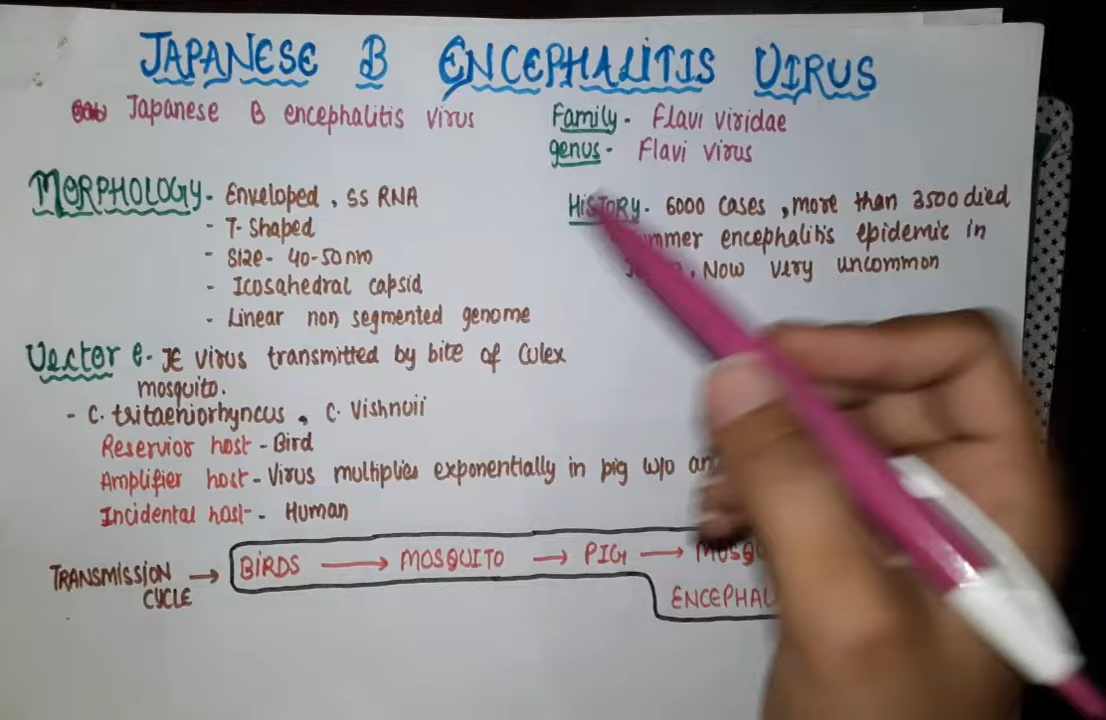 JAPANESE B ENCEPHALITIS VIRUS
Japanese B encephalitis virus
Family - Flavi viridae
genus - Flavi virus
MORPHOLOGY - Enveloped, SS RNA
- T-Shaped
- Size - 40-50nm
- Icosahedral capsid
- Linear non segmented genome
HiSTORY - 6000 cases, more than 3500 died
encephalitis epidemic in
. Now very uncommon
Vector e - JE virus transmitted by bite of Culex
mosquito.
- C. tritaeniorhyncus, C. Vishnuii
Reservior host - Bird
Amplifier host - Virus multiplies exponentially in pig w/o
Incidental host - Human
TRANSMISSION CYCLE → BIRDS → MOSQUITO → PIG →